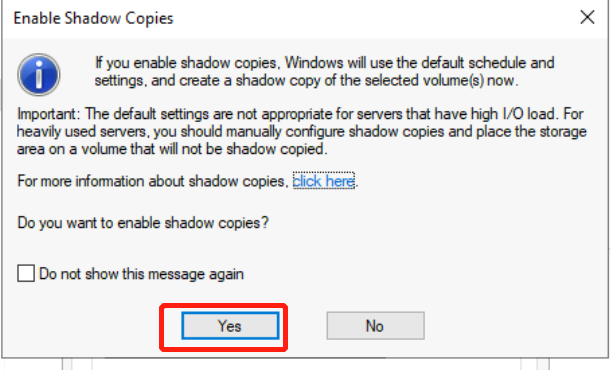 Enable Shadow Copies
If you enable shadow copies, Windows will use the default schedule and
settings, and create a shadow copy of the selected volume(s) now.
Important: The default settings are not appropriate for servers that have high I/O load. For
heavily used servers, you should manually configure shadow copies and place the storage
area on a volume that will not be shadow copied.
For more information about shadow copies, click here.
Do you want to enable shadow copies?
Do not show this message again
Yes No